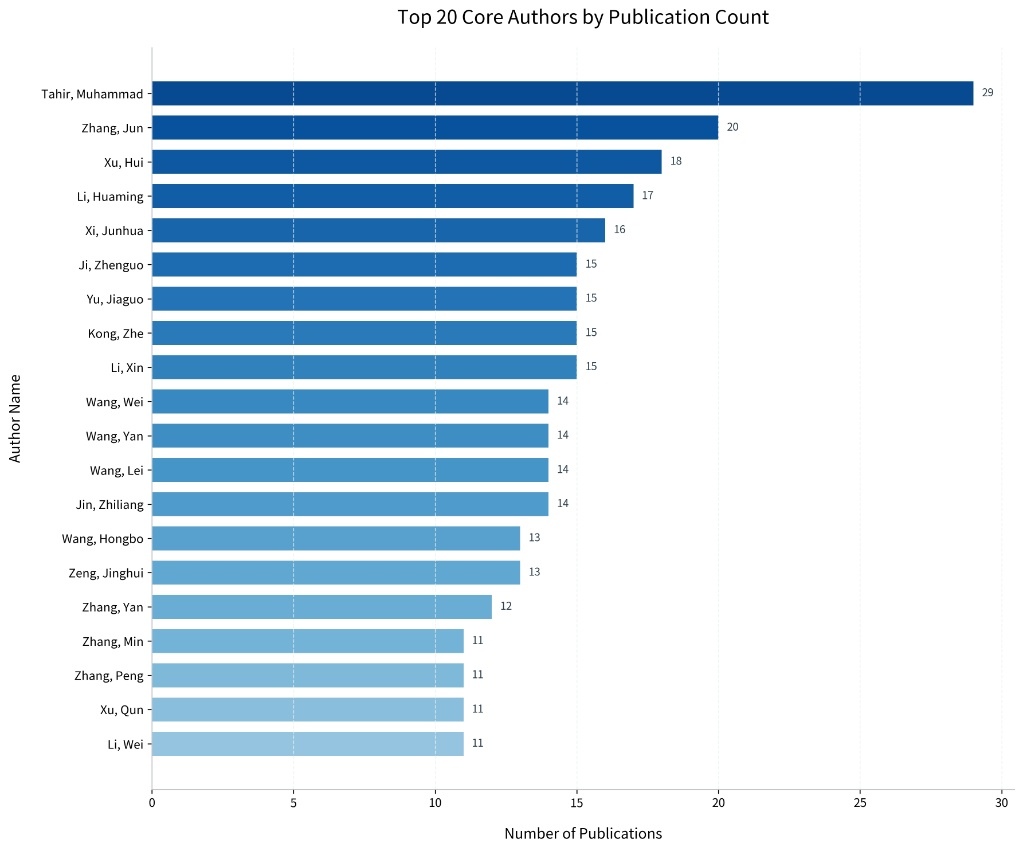 Top 20 Core Authors by Publication Count
Author Name
Tahir, Muhammad 29
Zhang, Jun 20
Xu, Hui 18
Li, Huaming 17
Xi, Junhua 16
Ji, Zhenguo 15
Yu, Jiaguo 15
Kong, Zhe 15
Li, Xin 15
Wang, Wei 14
Wang, Yan 14
Wang, Lei 14
Jin, Zhiliang 14
Wang, Hongbo 13
Zeng, Jinghui 13
Zhang, Yan 12
Zhang, Min 11
Zhang, Peng 11
Xu, Qun 11
Li, Wei 11
0 5 10 15 20 25 30
Number of Publications